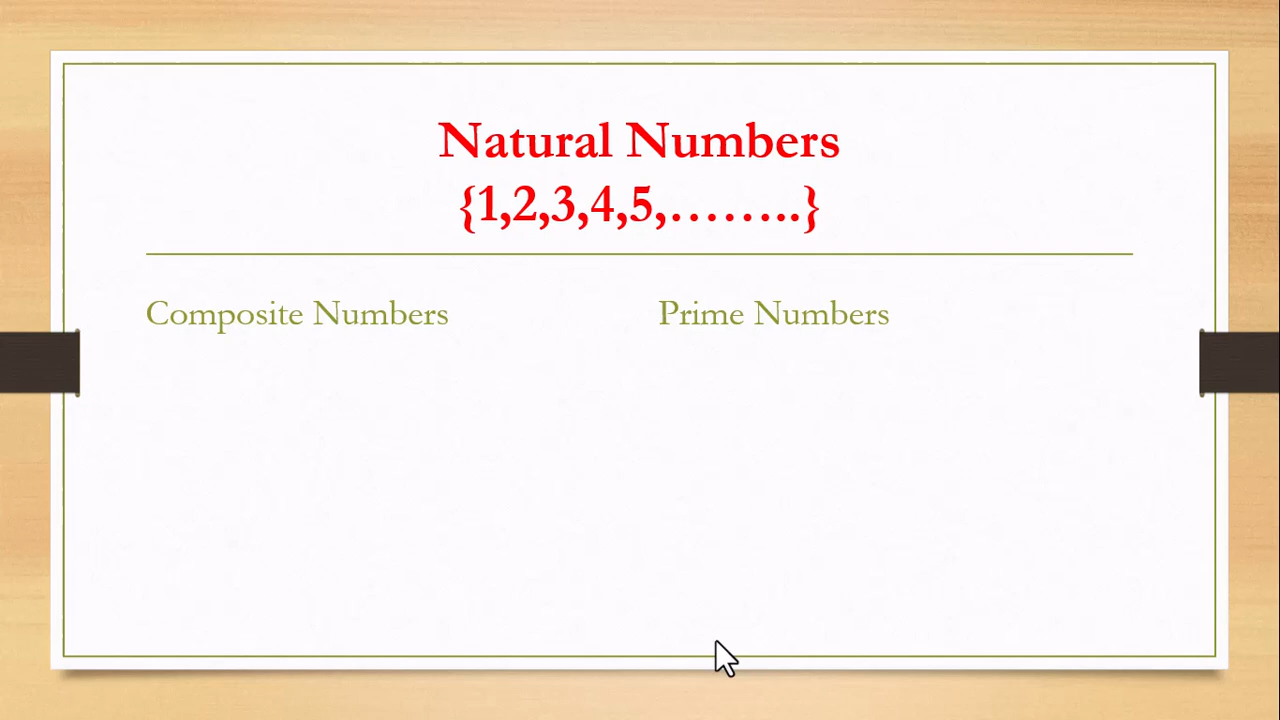 Natural Numbers
{1,2,3,4,5,……..}
Composite Numbers
Prime Numbers